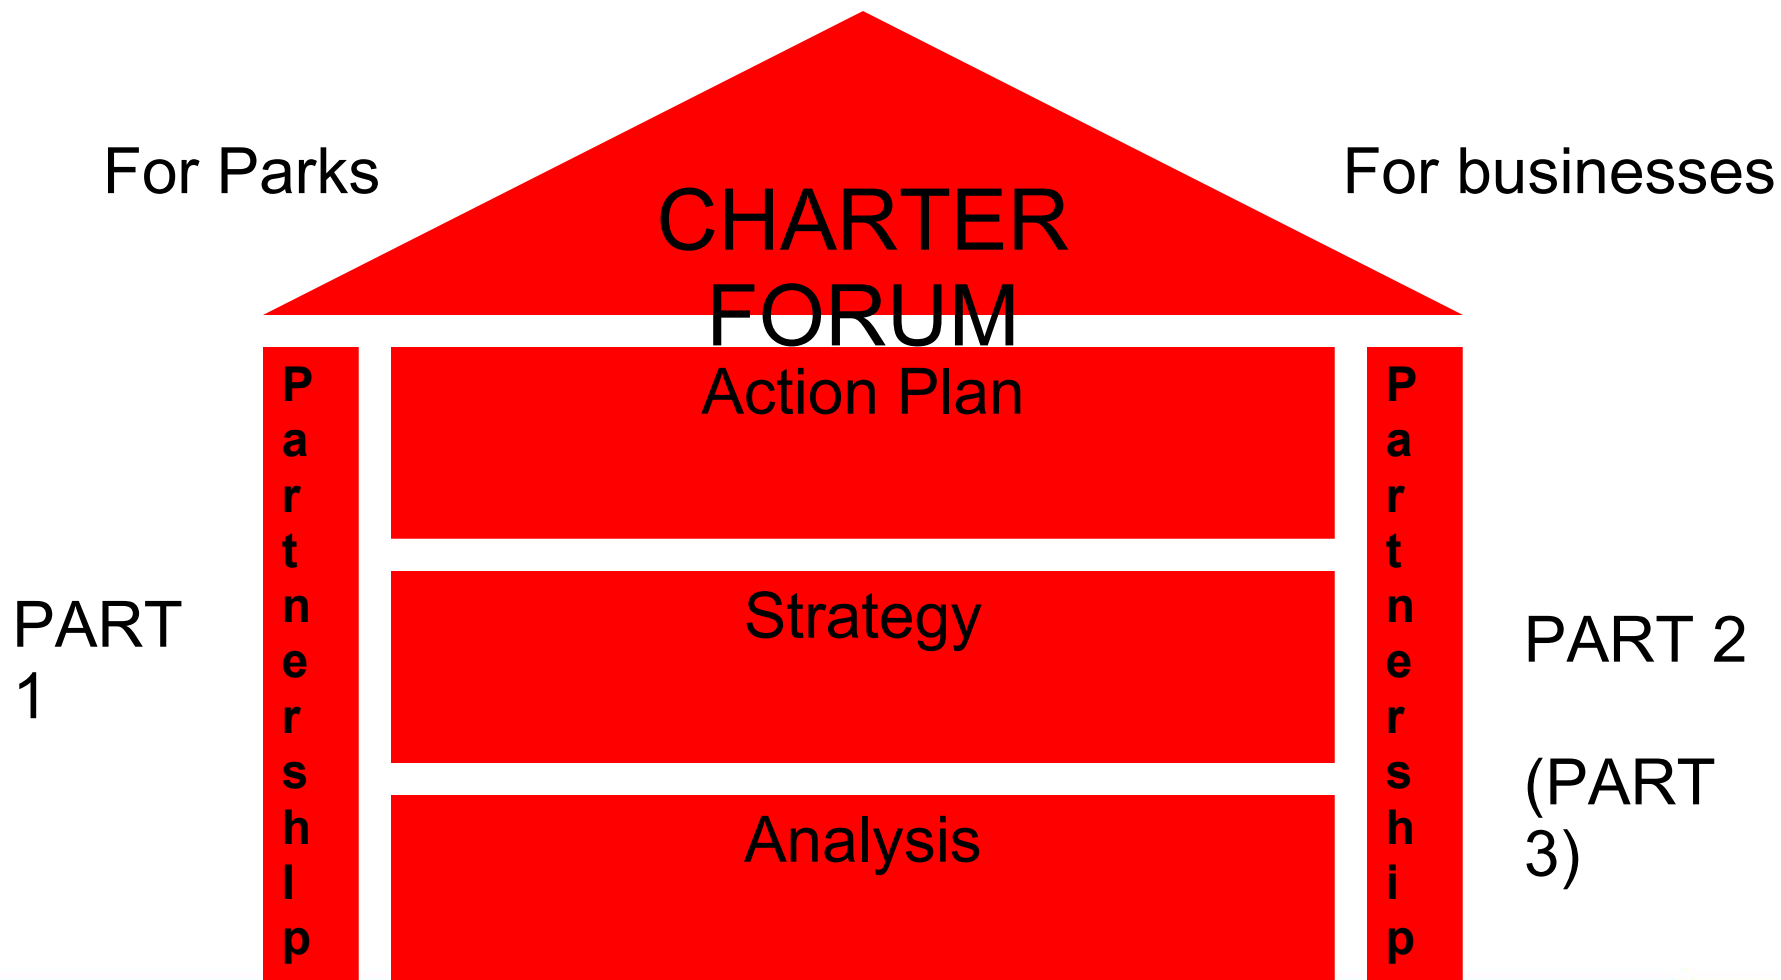 For Parks
For businesses
CHARTER
FORUM
Action Plan
Strategy
Analysis
P
a
r
t
n
e
r
s
h
l
p
P
a
r
t
n
e
r
s
h
i
p
PART
1
PART 2
(PART
3)